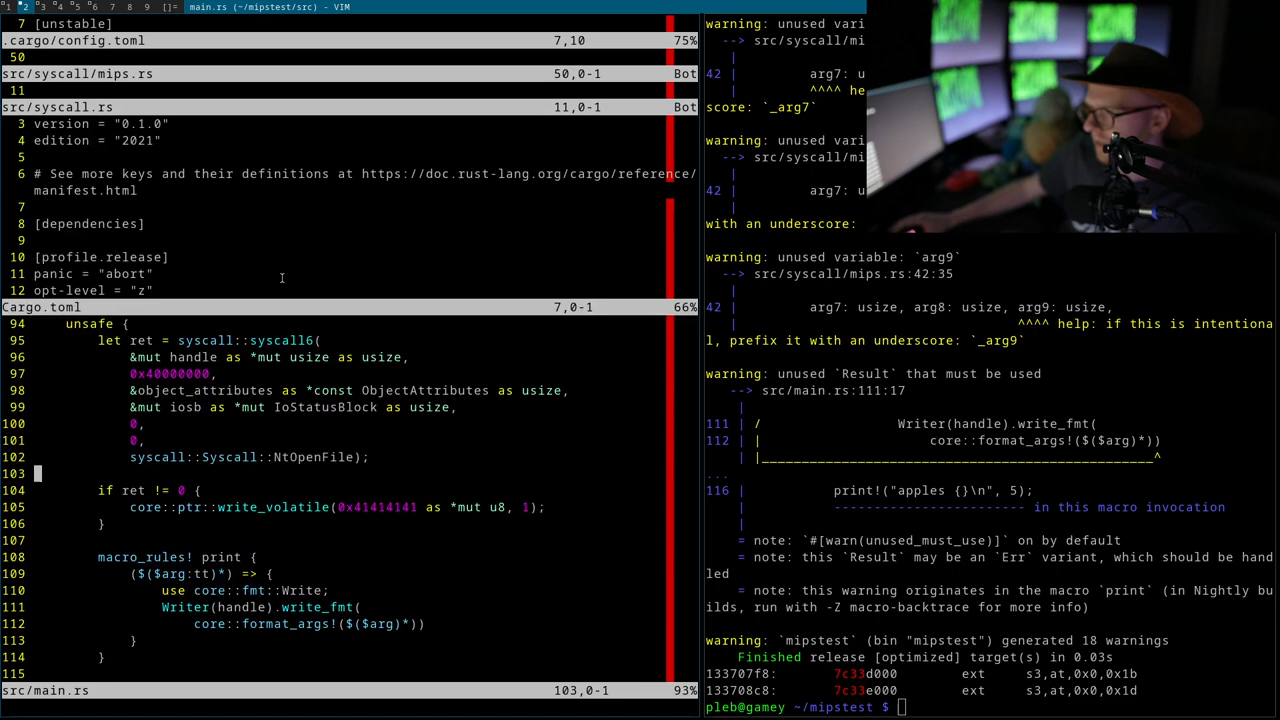 1 2 3 4 5 6 7 8 9 []= main.rs (~/mipstest/src) - VIM
7 [unstable]
.cargo/config.toml 7,10 75%
50
src/syscall/mips.rs 50,0-1 Bot
11
src/syscall.rs 11,0-1 Bot
3 version = "0.1.0"
4 edition = "2021"
5
6 # See more keys and their definitions at https://doc.rust-lang.org/cargo/reference/
manifest.html
7
8 [dependencies]
9
10 [profile.release]
11 panic = "abort"
12 opt-level = "z"
Cargo.toml 7,0-1 66%
94     unsafe {
95         let ret = syscall::syscall6(
96             &mut handle as *mut usize as usize,
97             0x40000000,
98             &object_attributes as *const ObjectAttributes as usize,
99             &mut iosb as *mut IoStatusBlock as usize,
100             0,
101             0,
102             syscall::Syscall::NtOpenFile);
103
104         if ret != 0 {
105             core::ptr::write_volatile(0x41414141 as *mut u8, 1);
106         }
107
108         macro_rules! print {
109             ($($arg:tt)*) => {
110                 use core::fmt::Write;
111                 Writer(handle).write_fmt(
112                     core::format_args!($($arg)*))
113             }
114         }
115
src/main.rs 103,0-1 93%
warning: unused vari
--> src/syscall/mi
|
42 |         arg7: u
|         ^^^^ he
score: `_arg7`
warning: unused vari
--> src/syscall/mi
|
42 |         arg7: u
|
with an underscore:
warning: unused variable: `arg9`
--> src/syscall/mips.rs:42:35
|
42 |         arg7: usize, arg8: usize, arg9: usize,
|                                   ^^^^ help: if this is intentiona
l, prefix it with an underscore: `_arg9`
warning: unused `Result` that must be used
--> src/main.rs:111:17
|
111 | /                 Writer(handle).write_fmt(
112 | |                     core::format_args!($($arg)*))
| |_________________________________________________^
...
116 |         print!("apples {}\n", 5);
|         ------------------------ in this macro invocation
|
= note: `#[warn(unused_must_use)]` on by default
= note: this `Result` may be an `Err` variant, which should be hand
led
= note: this warning originates in the macro `print` (in Nightly bu
ilds, run with -Z macro-backtrace for more info)
warning: `mipstest` (bin "mipstest") generated 18 warnings
Finished release [optimized] target(s) in 0.03s
133707f8:       7c33d000        ext     s3,at,0x0,0x1b
133708c8:       7c33e000        ext     s3,at,0x0,0x1d
pleb@gamey ~/mipstest $